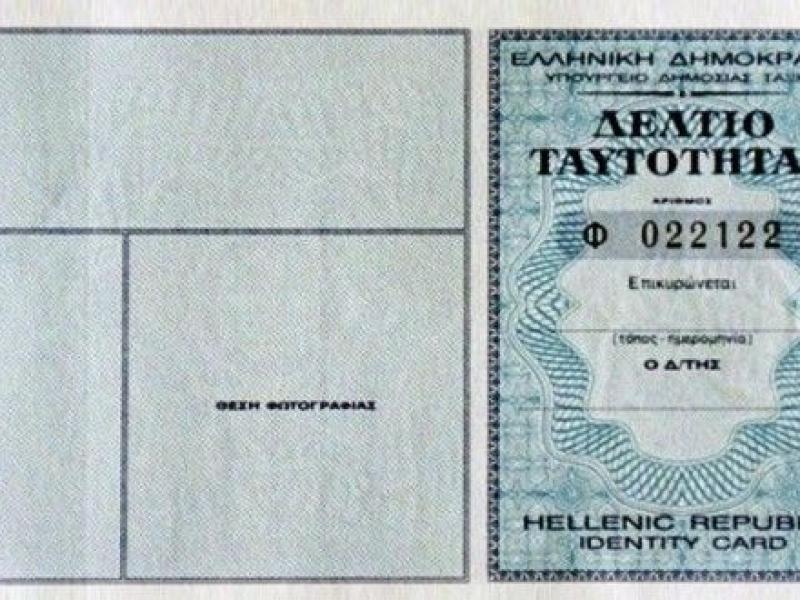 ΘΕΣΗ ΦΩΤΟΓΡΑΦΙΑΣ
ΕΛΛΗΝΙΚΗ ΔΗΜΟΚΡΑ
ΥΠΟΥΡΓΕΙΟ ΔΗΜΟΣΙΑΣ ΤΑΞ
ΔΕΛΤΙΟ
ΤΑΥΤΟΤΗΤΑ
ΑΡΙΘΜΟΣ
Φ 022122
Επικυρώνεται
(τόπος - ημερομηνία)
Ο Δ/ΤΗΣ
HELLENIC REPUB
IDENTITY CARD